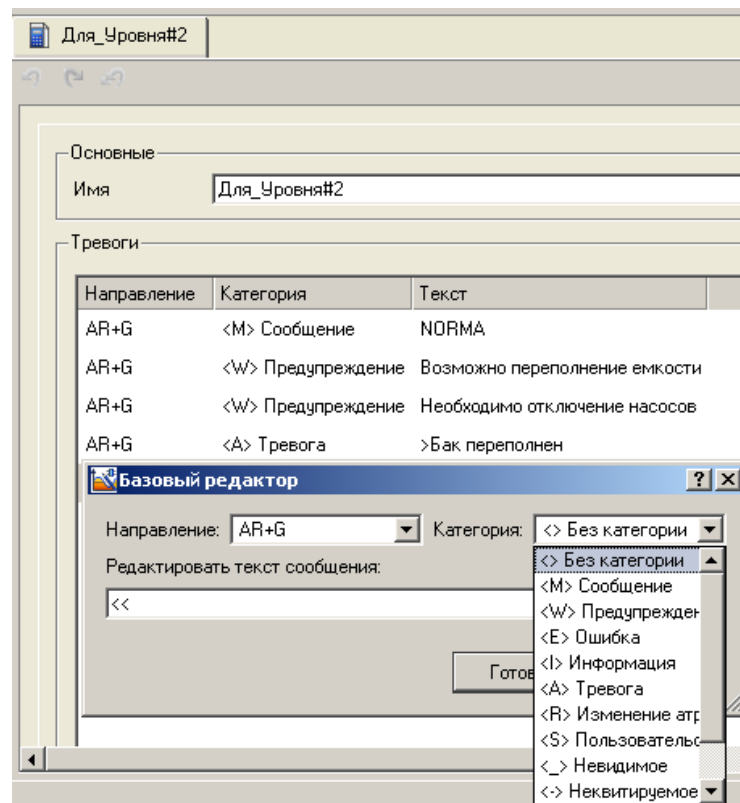 Для_Уровня#2
Основные
Имя Для_Уровня#2
Тревоги
Направление Категория Текст
AR+G <M> Сообщение NORMA
AR+G <W> Предупреждение Возможно переполнение емкости
AR+G <W> Предупреждение Необходимо отключение насосов
AR+G <A> Тревога >Бак переполнен
Базовый редактор
Направление: AR+G Категория: <> Без категории
Редактировать текст сообщения:
<<
Готов
<> Без категории
<M> Сообщение
<W> Предупрежден
<E> Ошибка
<I> Информация
<A> Тревога
<R> Изменение атр
<S> Пользовательс
<_> Невидимое
<-> Неквитируемое